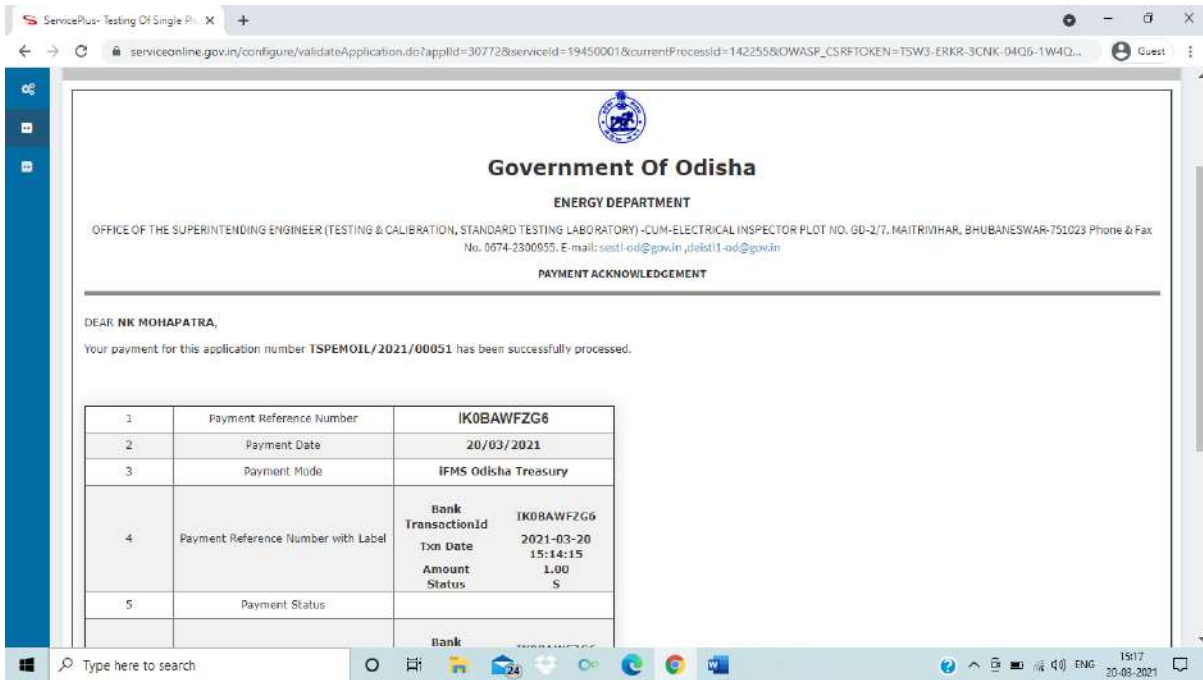 ServicePlus- Testing Of Single Ph
serviceonline.gov.in/configure/validateApplication.do?applId=30772&serviceId=19450001&currentProcessId=142255&OWASP_CSRFTOKEN=TSW3-ERKR-3CNK-04Q6-1W4Q...
Guest
Government Of Odisha
ENERGY DEPARTMENT
OFFICE OF THE SUPERINTENDING ENGINEER (TESTING & CALIBRATION, STANDARD TESTING LABORATORY) -CUM-ELECTRICAL INSPECTOR PLOT NO. GD-2/7. MAITRIVIHAR, BHUBANESWAR-751023 Phone & Fax
No. 0674-2300955. E-mail: sestl-od@gov.in ,deistl1-od@gov.in
PAYMENT ACKNOWLEDGEMENT
DEAR NK MOHAPATRA,
Your payment for this application number TSPEMOIL/2021/00051 has been successfully processed.
1 Payment Reference Number IK0BAWFZG6
2 Payment Date 20/03/2021
3 Payment Mode iFMS Odisha Treasury
4 Payment Reference Number with Label
Bank TransactionId IK0BAWFZG6
Txn Date 2021-03-20 15:14:15
Amount 1.00
Status S
5 Payment Status
Bank
Type here to search
24
ENG
15:17
20-03-2021